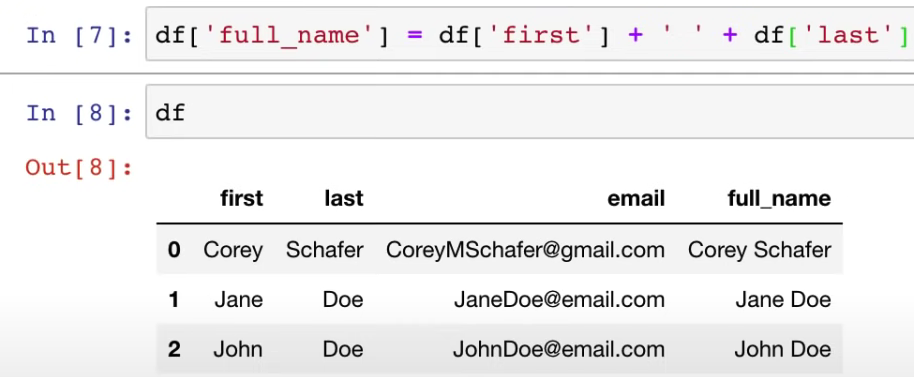 In [7]: df['full_name'] = df['first'] + ' ' + df['last']
In [8]: df
Out[8]:
first last email full_name
0 Corey Schafer CoreyMSchafer@gmail.com Corey Schafer
1 Jane Doe JaneDoe@email.com Jane Doe
2 John Doe JohnDoe@email.com John Doe